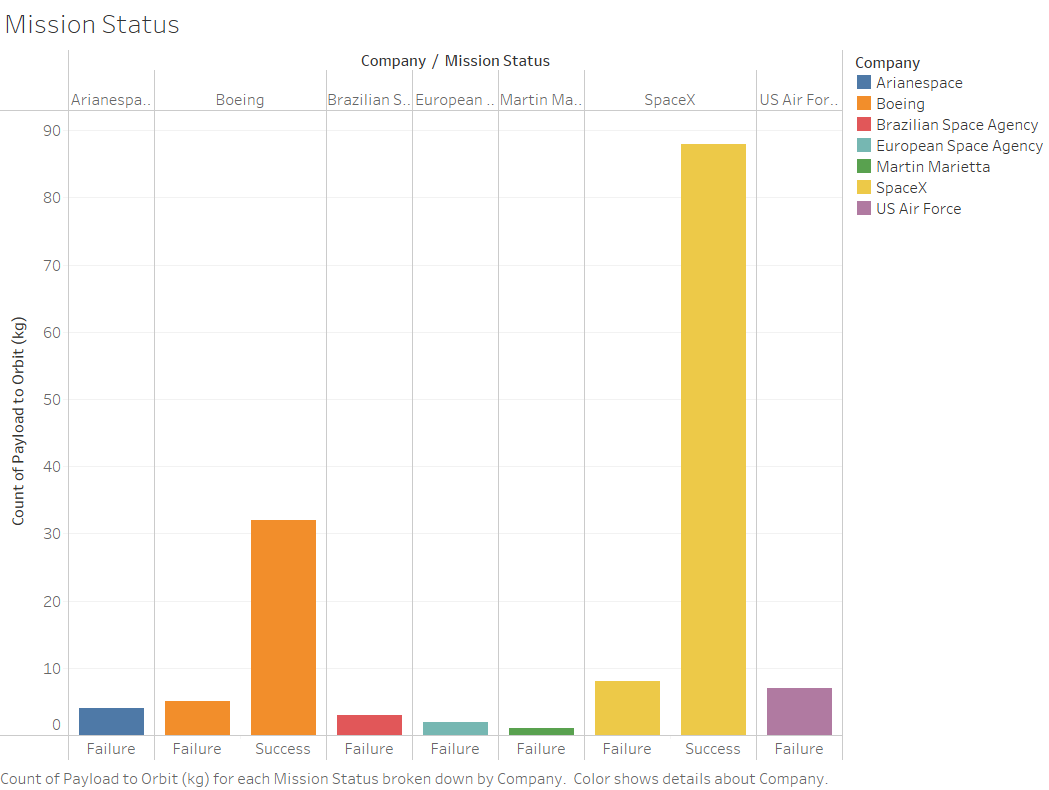 Mission Status
Company / Mission Status
Arianespa.. Boeing Brazilian S.. European .. Martin Ma.. SpaceX US Air For..
90
80
70
60
50
40
30
20
10
0
Count of Payload to Orbit (kg)
Failure Failure Success Failure Failure Failure Failure Success Failure
Company
Arianespace
Boeing
Brazilian Space Agency
European Space Agency
Martin Marietta
SpaceX
US Air Force
Count of Payload to Orbit (kg) for each Mission Status broken down by Company. Color shows details about Company.